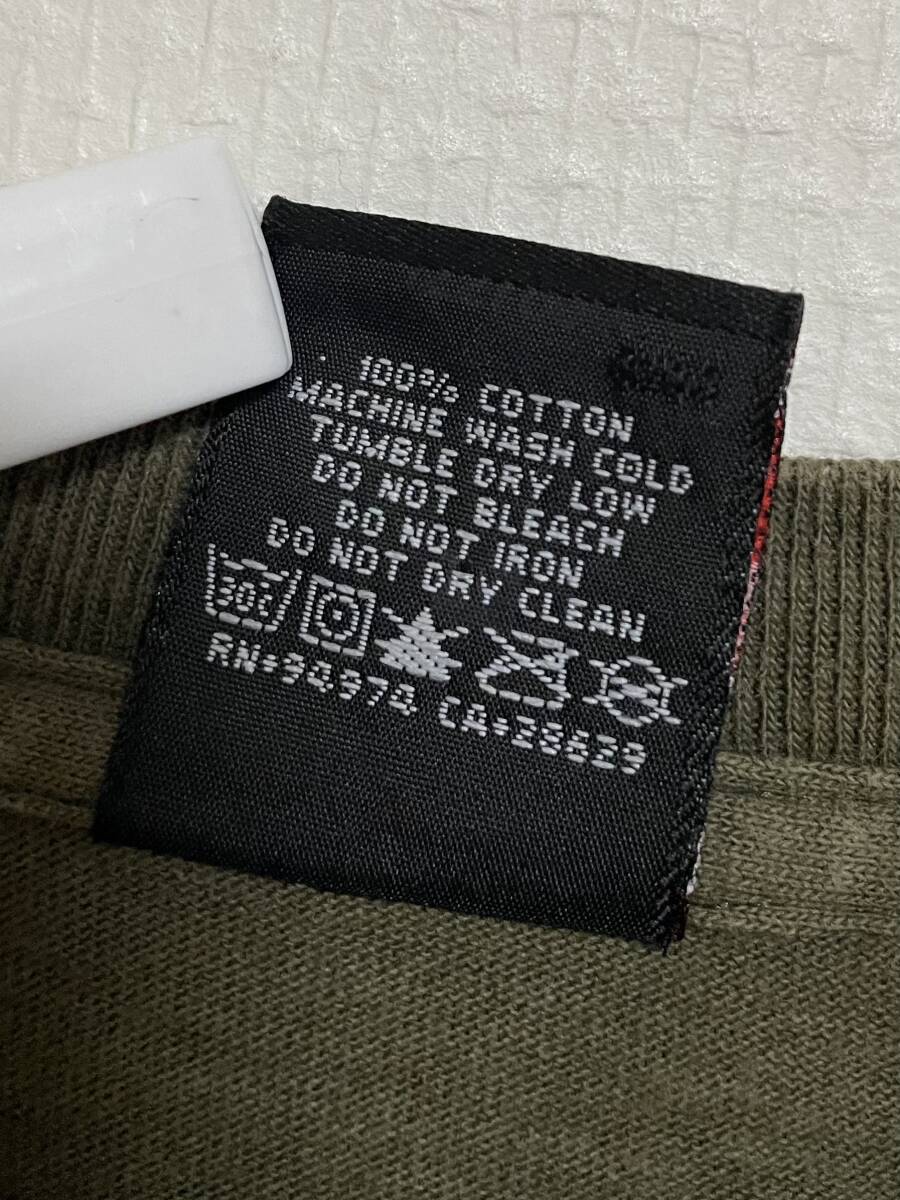 100% COTTON
MACHINE WASH COLD
TUMBLE DRY LOW
DO NOT BLEACH
DO NOT IRON
DO NOT DRY CLEAN
30C
RN#94974 CA#28629